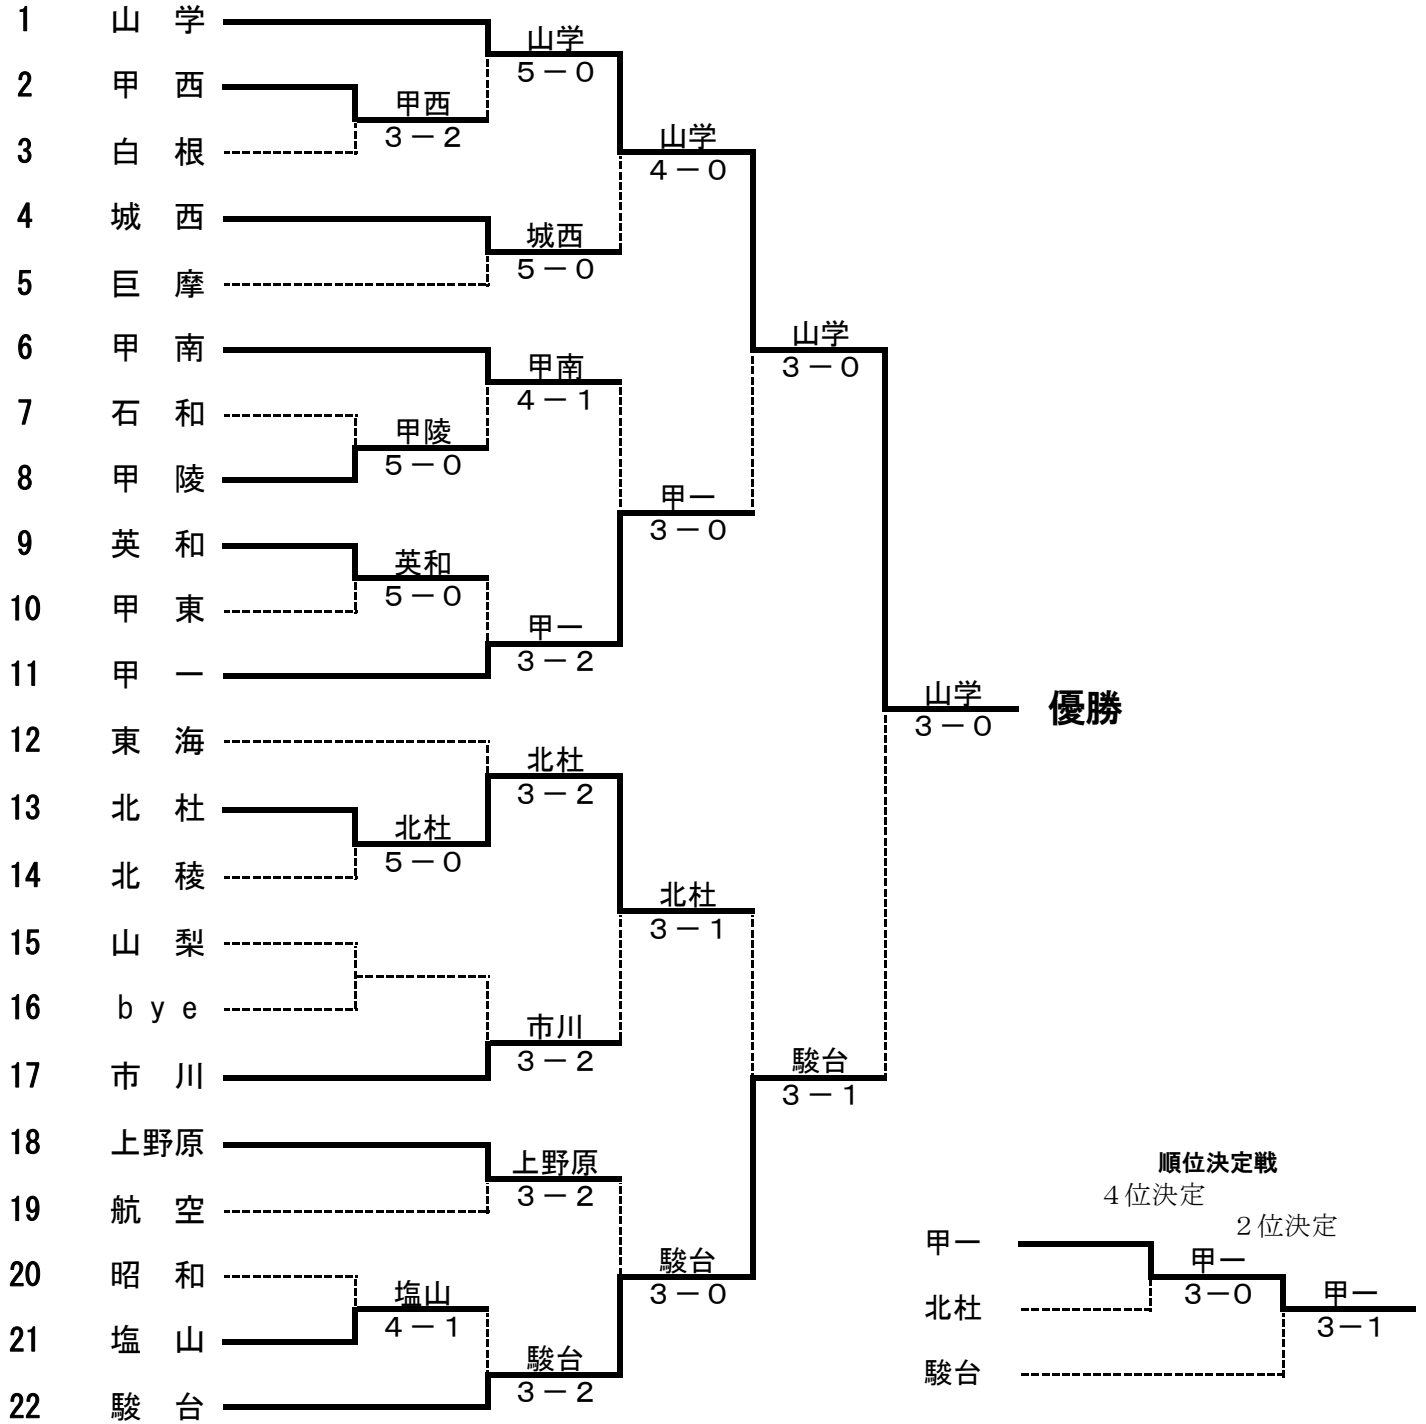 1 山 学
山学
5－0
2 甲 西
甲西
3－2
3 白 根
山学
4－0
4 城 西
城西
5－0
5 巨 摩
山学
3－0
6 甲 南
甲南
4－1
7 石 和
甲陵
5－0
8 甲 陵
甲一
3－0
9 英 和
英和
5－0
10 甲 東
甲一
3－2
11 甲 一
山学
3－0
優勝
12 東 海
北杜
3－2
13 北 杜
北杜
5－0
14 北 稜
北杜
3－1
15 山 梨
16 ｂｙｅ
市川
3－2
17 市 川
駿台
3－1
18 上野原
上野原
3－2
19 航 空
駿台
3－0
20 昭 和
塩山
4－1
21 塩 山
駿台
3－2
22 駿 台
順位決定戦
４位決定
２位決定
甲一
甲一
3－0
北杜
甲一
3－1
駿台